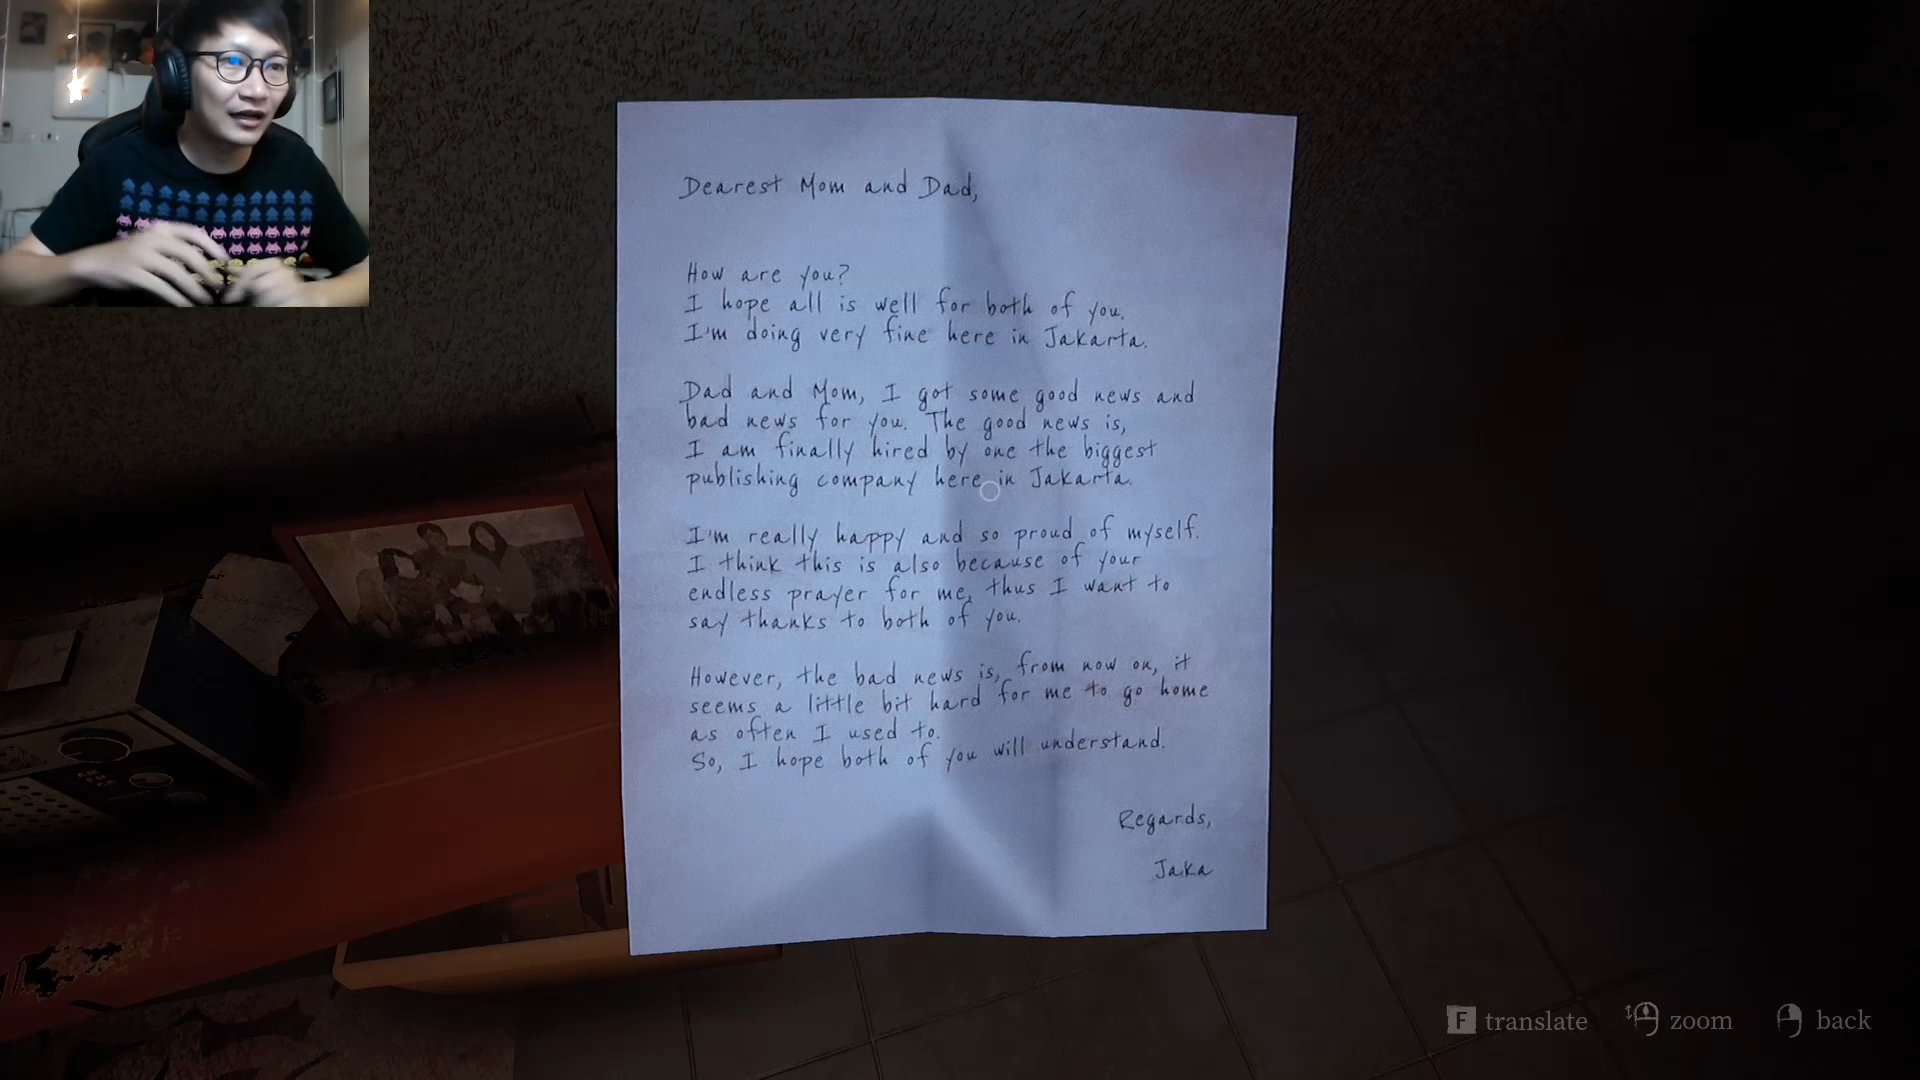 Dearest Mom and Dad,
How are you?
I hope all is well for both of you.
I'm doing very fine here in Jakarta.
Dad and Mom, I got some good news and
bad news for you. The good news is,
I am finally hired by one the biggest
publishing company here in Jakarta.
I'm really happy and so proud of myself.
I think this is also because of your
endless prayer for me, thus I want to
say thanks to both of you.
However, the bad news is, from now on, it
seems a little bit hard for me to go home
as often I used to.
So, I hope both of you will understand.
Regards,
Jaka
F translate
zoom
back